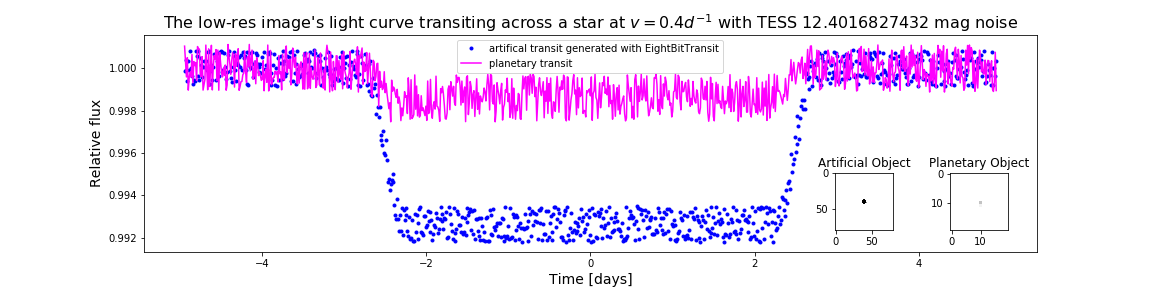 The low-res image's light curve transiting across a star at v = 0.4d⁻¹ with TESS 12.4016827432 mag noise
artifical transit generated with EightBitTransit
planetary transit
Relative flux
1.000
0.998
0.996
0.994
0.992
Artificial Object
Planetary Object
0
50
0
50
0
10
0
10
−4
−2
0
2
4
Time [days]